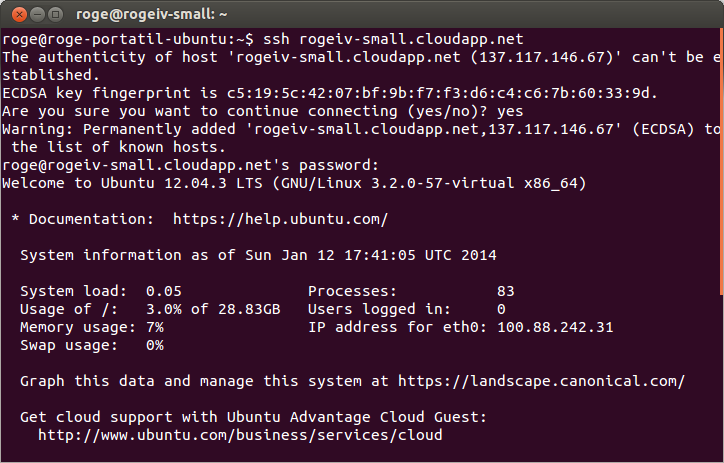 roge@rogeiv-small: ~
roge@roge-portatil-ubuntu:~$ ssh rogeiv-small.cloudapp.net
The authenticity of host 'rogeiv-small.cloudapp.net (137.117.146.67)' can't be e
stablished.
ECDSA key fingerprint is c5:19:5c:42:07:bf:9b:f7:f3:d6:c4:c6:7b:60:33:9d.
Are you sure you want to continue connecting (yes/no)? yes
Warning: Permanently added 'rogeiv-small.cloudapp.net,137.117.146.67' (ECDSA) to
 the list of known hosts.
roge@rogeiv-small.cloudapp.net's password:
Welcome to Ubuntu 12.04.3 LTS (GNU/Linux 3.2.0-57-virtual x86_64)
 * Documentation:  https://help.ubuntu.com/
  System information as of Sun Jan 12 17:41:05 UTC 2014
  System load:  0.05              Processes:           83
  Usage of /:   3.0% of 28.83GB   Users logged in:     0
  Memory usage: 7%                IP address for eth0: 100.88.242.31
  Swap usage:   0%
  Graph this data and manage this system at https://landscape.canonical.com/
  Get cloud support with Ubuntu Advantage Cloud Guest:
    http://www.ubuntu.com/business/services/cloud